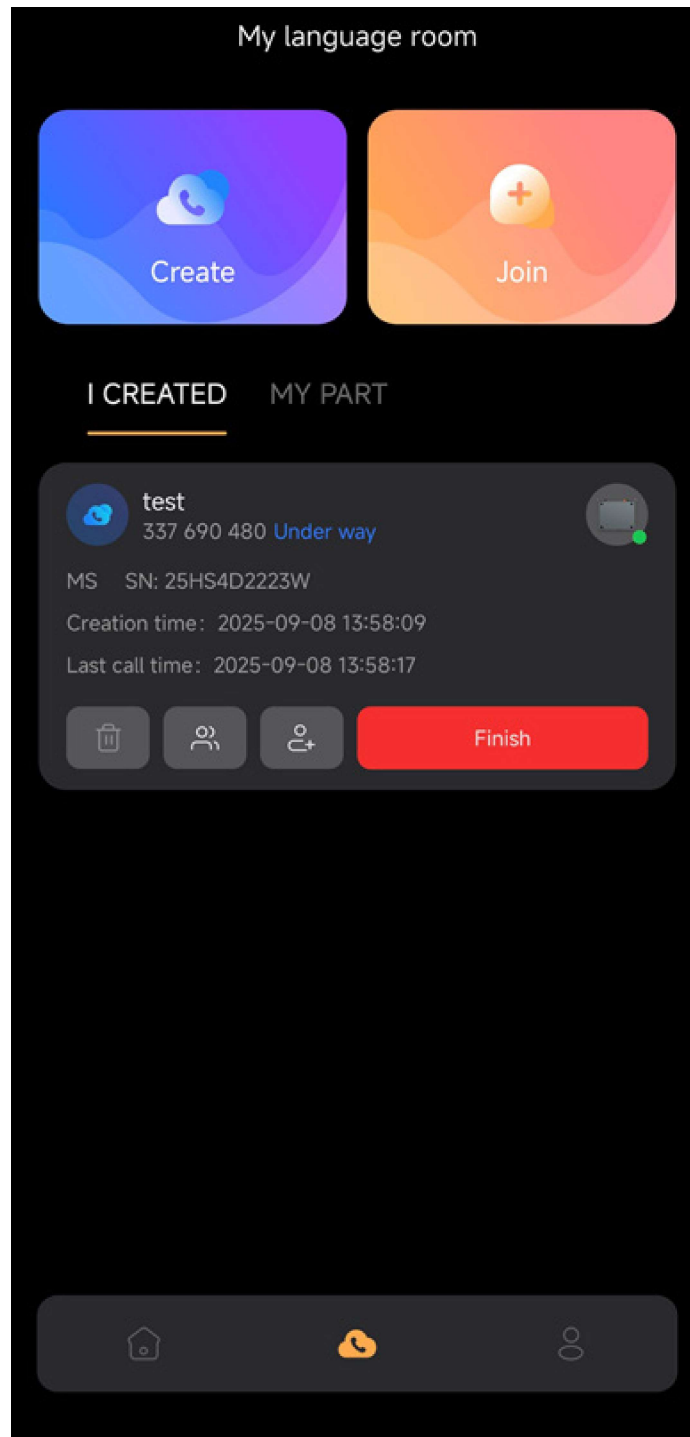 My language room
Create
Join
I CREATED MY PART
test
337 690 480 Under way
MS SN: 25HS4D2223W
Creation time: 2025-09-08 13:58:09
Last call time: 2025-09-08 13:58:17
Finish